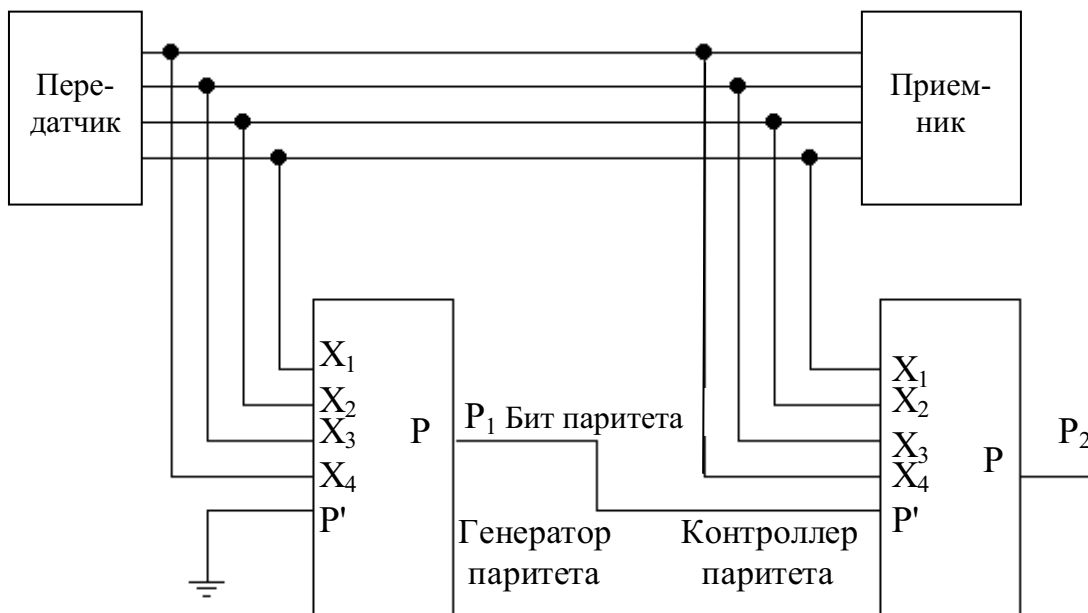 Пере-
датчик
Прием-
ник
X₁
X₂
X₃
X₄
P'
P
P₁ Бит паритета
Генератор
паритета
Контроллер
паритета
X₁
X₂
X₃
X₄
P'
P
P₂